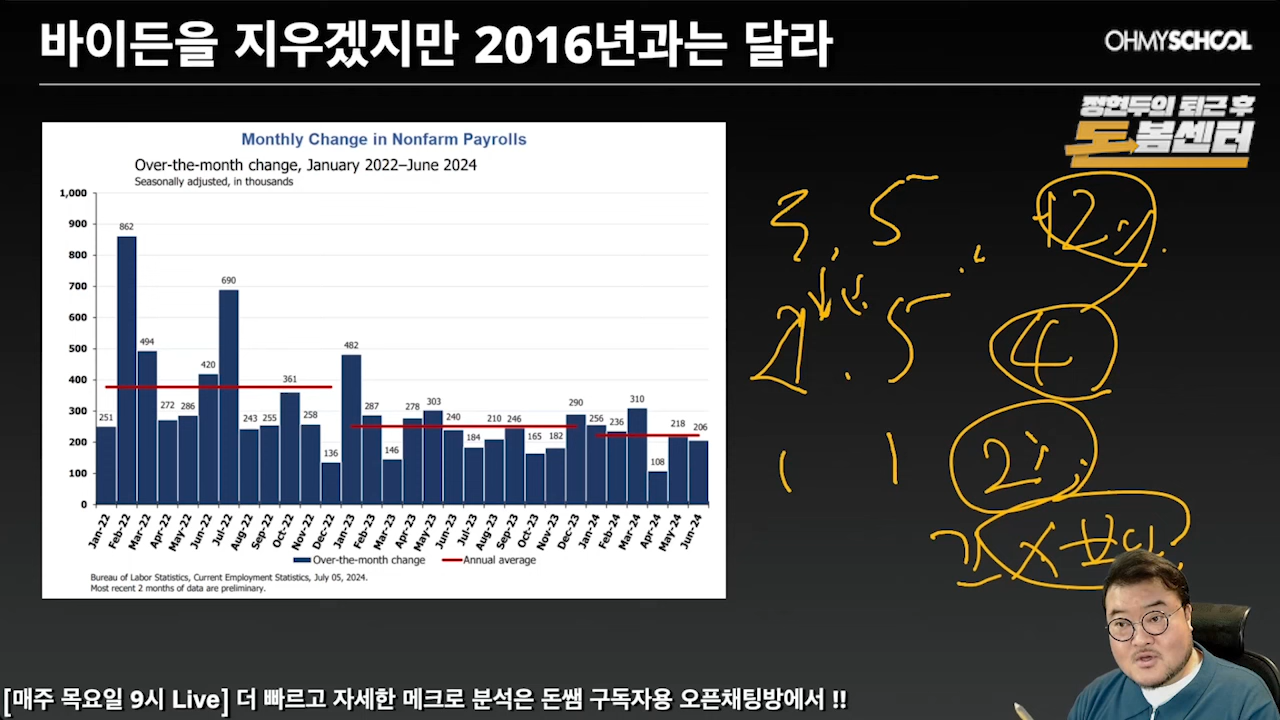 바이든을 지우겠지만 2016년과는 달라
OHMYSCHOOL
정언두의 퇴근 후
돈봄센터
Monthly Change in Nonfarm Payrolls
Over-the-month change, January 2022–June 2024
Seasonally adjusted, in thousands
1,000
900
800
700
600
500
400
300
200
100
0
251
862
494
272
286
420
690
243
255
361
258
136
482
287
146
278
303
240
184
210
246
165
182
290
256
236
310
108
218
206
Jan-22
Feb-22
Mar-22
Apr-22
May-22
Jun-22
Jul-22
Aug-22
Sep-22
Oct-22
Nov-22
Dec-22
Jan-23
Feb-23
Mar-23
Apr-23
May-23
Jun-23
Jul-23
Aug-23
Sep-23
Oct-23
Nov-23
Dec-23
Jan-24
Feb-24
Mar-24
Apr-24
May-24
Jun-24
Over-the-month change
Annual average
Bureau of Labor Statistics, Current Employment Statistics, July 05, 2024.
Most recent 2 months of data are preliminary.
5
5
4
1 1
2%
[매주 목요일 9시 Live] 더 빠르고 자세한 메크로 분석은 돈쌤 구독자용 오픈채팅방에서 !!